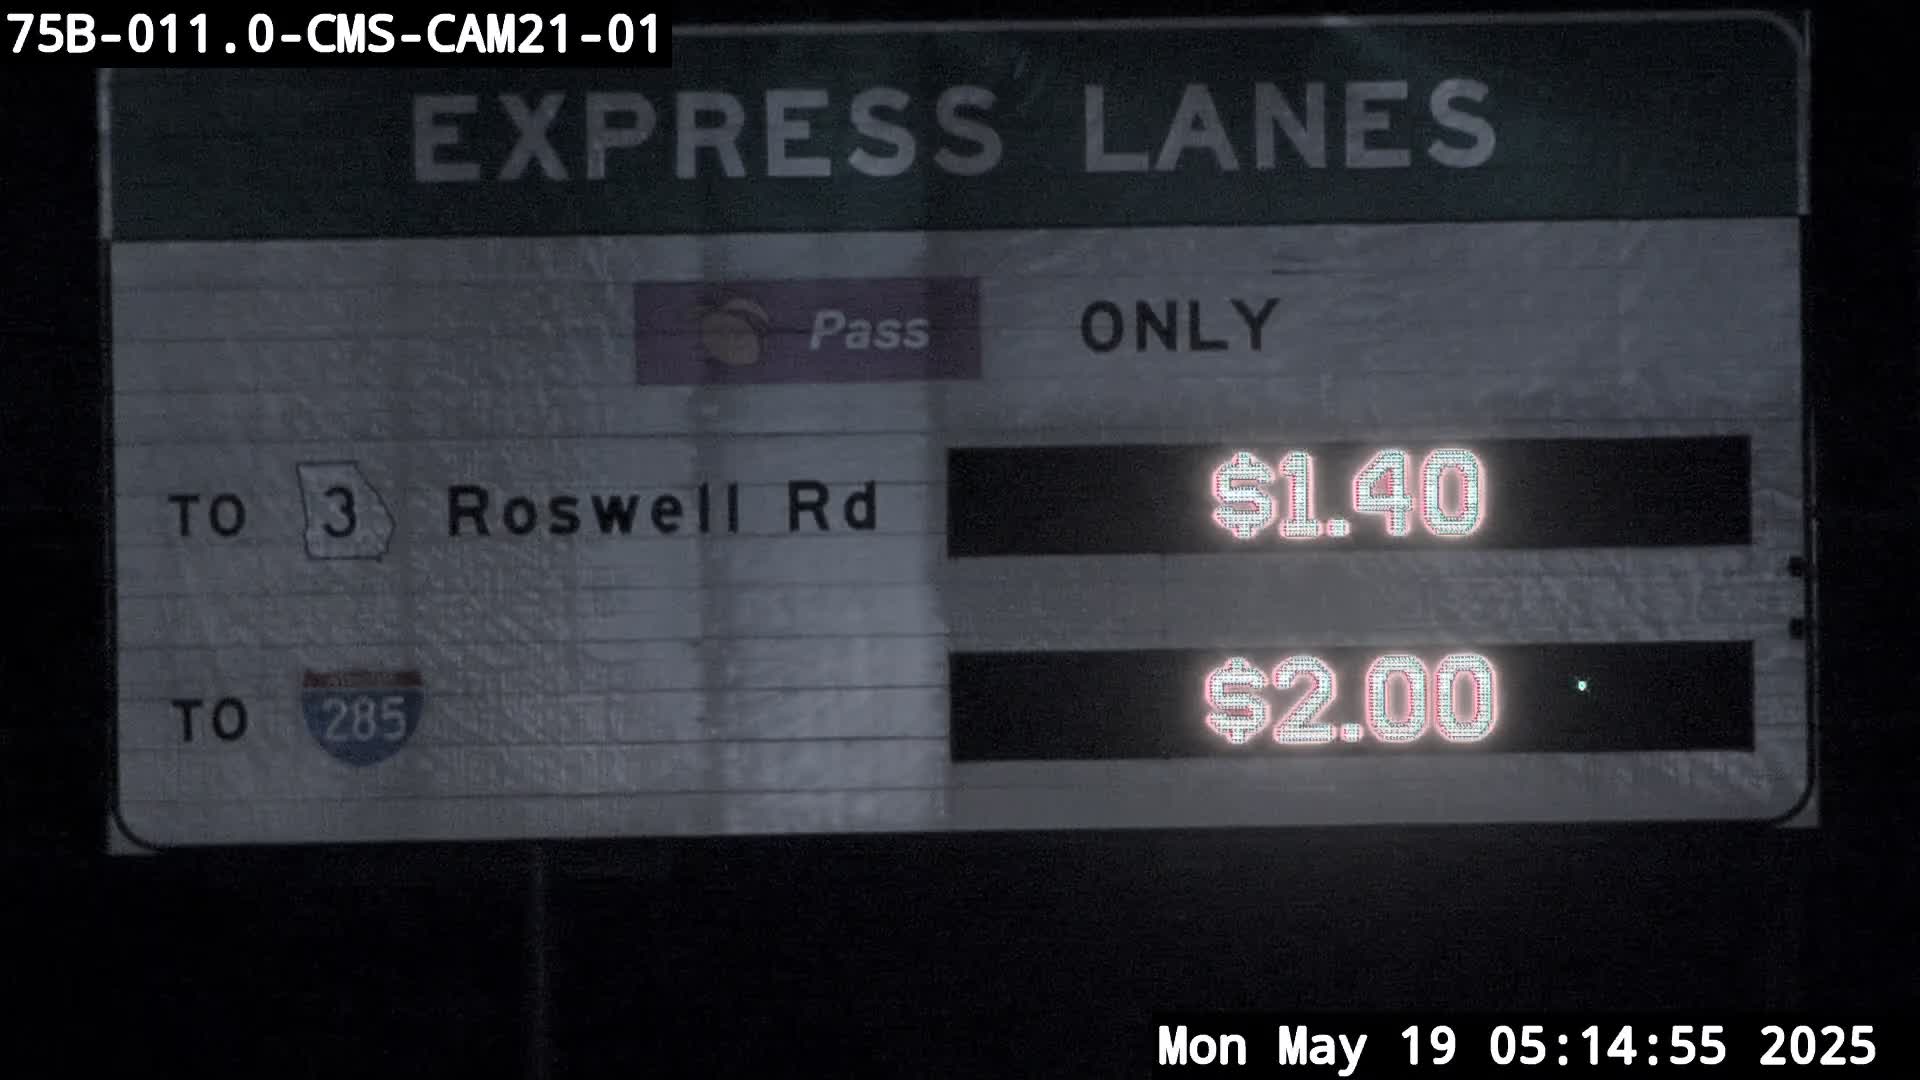 75B-011.0-CMS-CAM21-01
EXPRESS LANES
Pass ONLY
TO 3 Roswell Rd $1.40
TO 285 $2.00
Mon May 19 05:14:55 2025